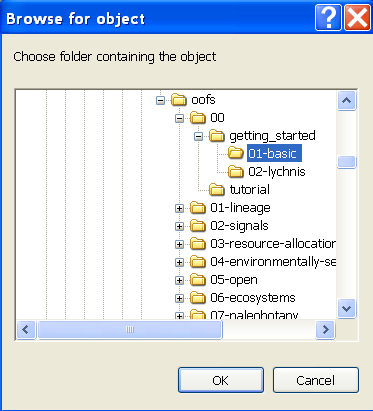 Browse for object
Choose folder containing the object
oofs
00
getting_started
01-basic
02-lychnis
tutorial
01-lineage
02-signals
03-resource-allocation
04-environmentally-se
05-open
06-ecosystems
07-paleobotany
OK
Cancel